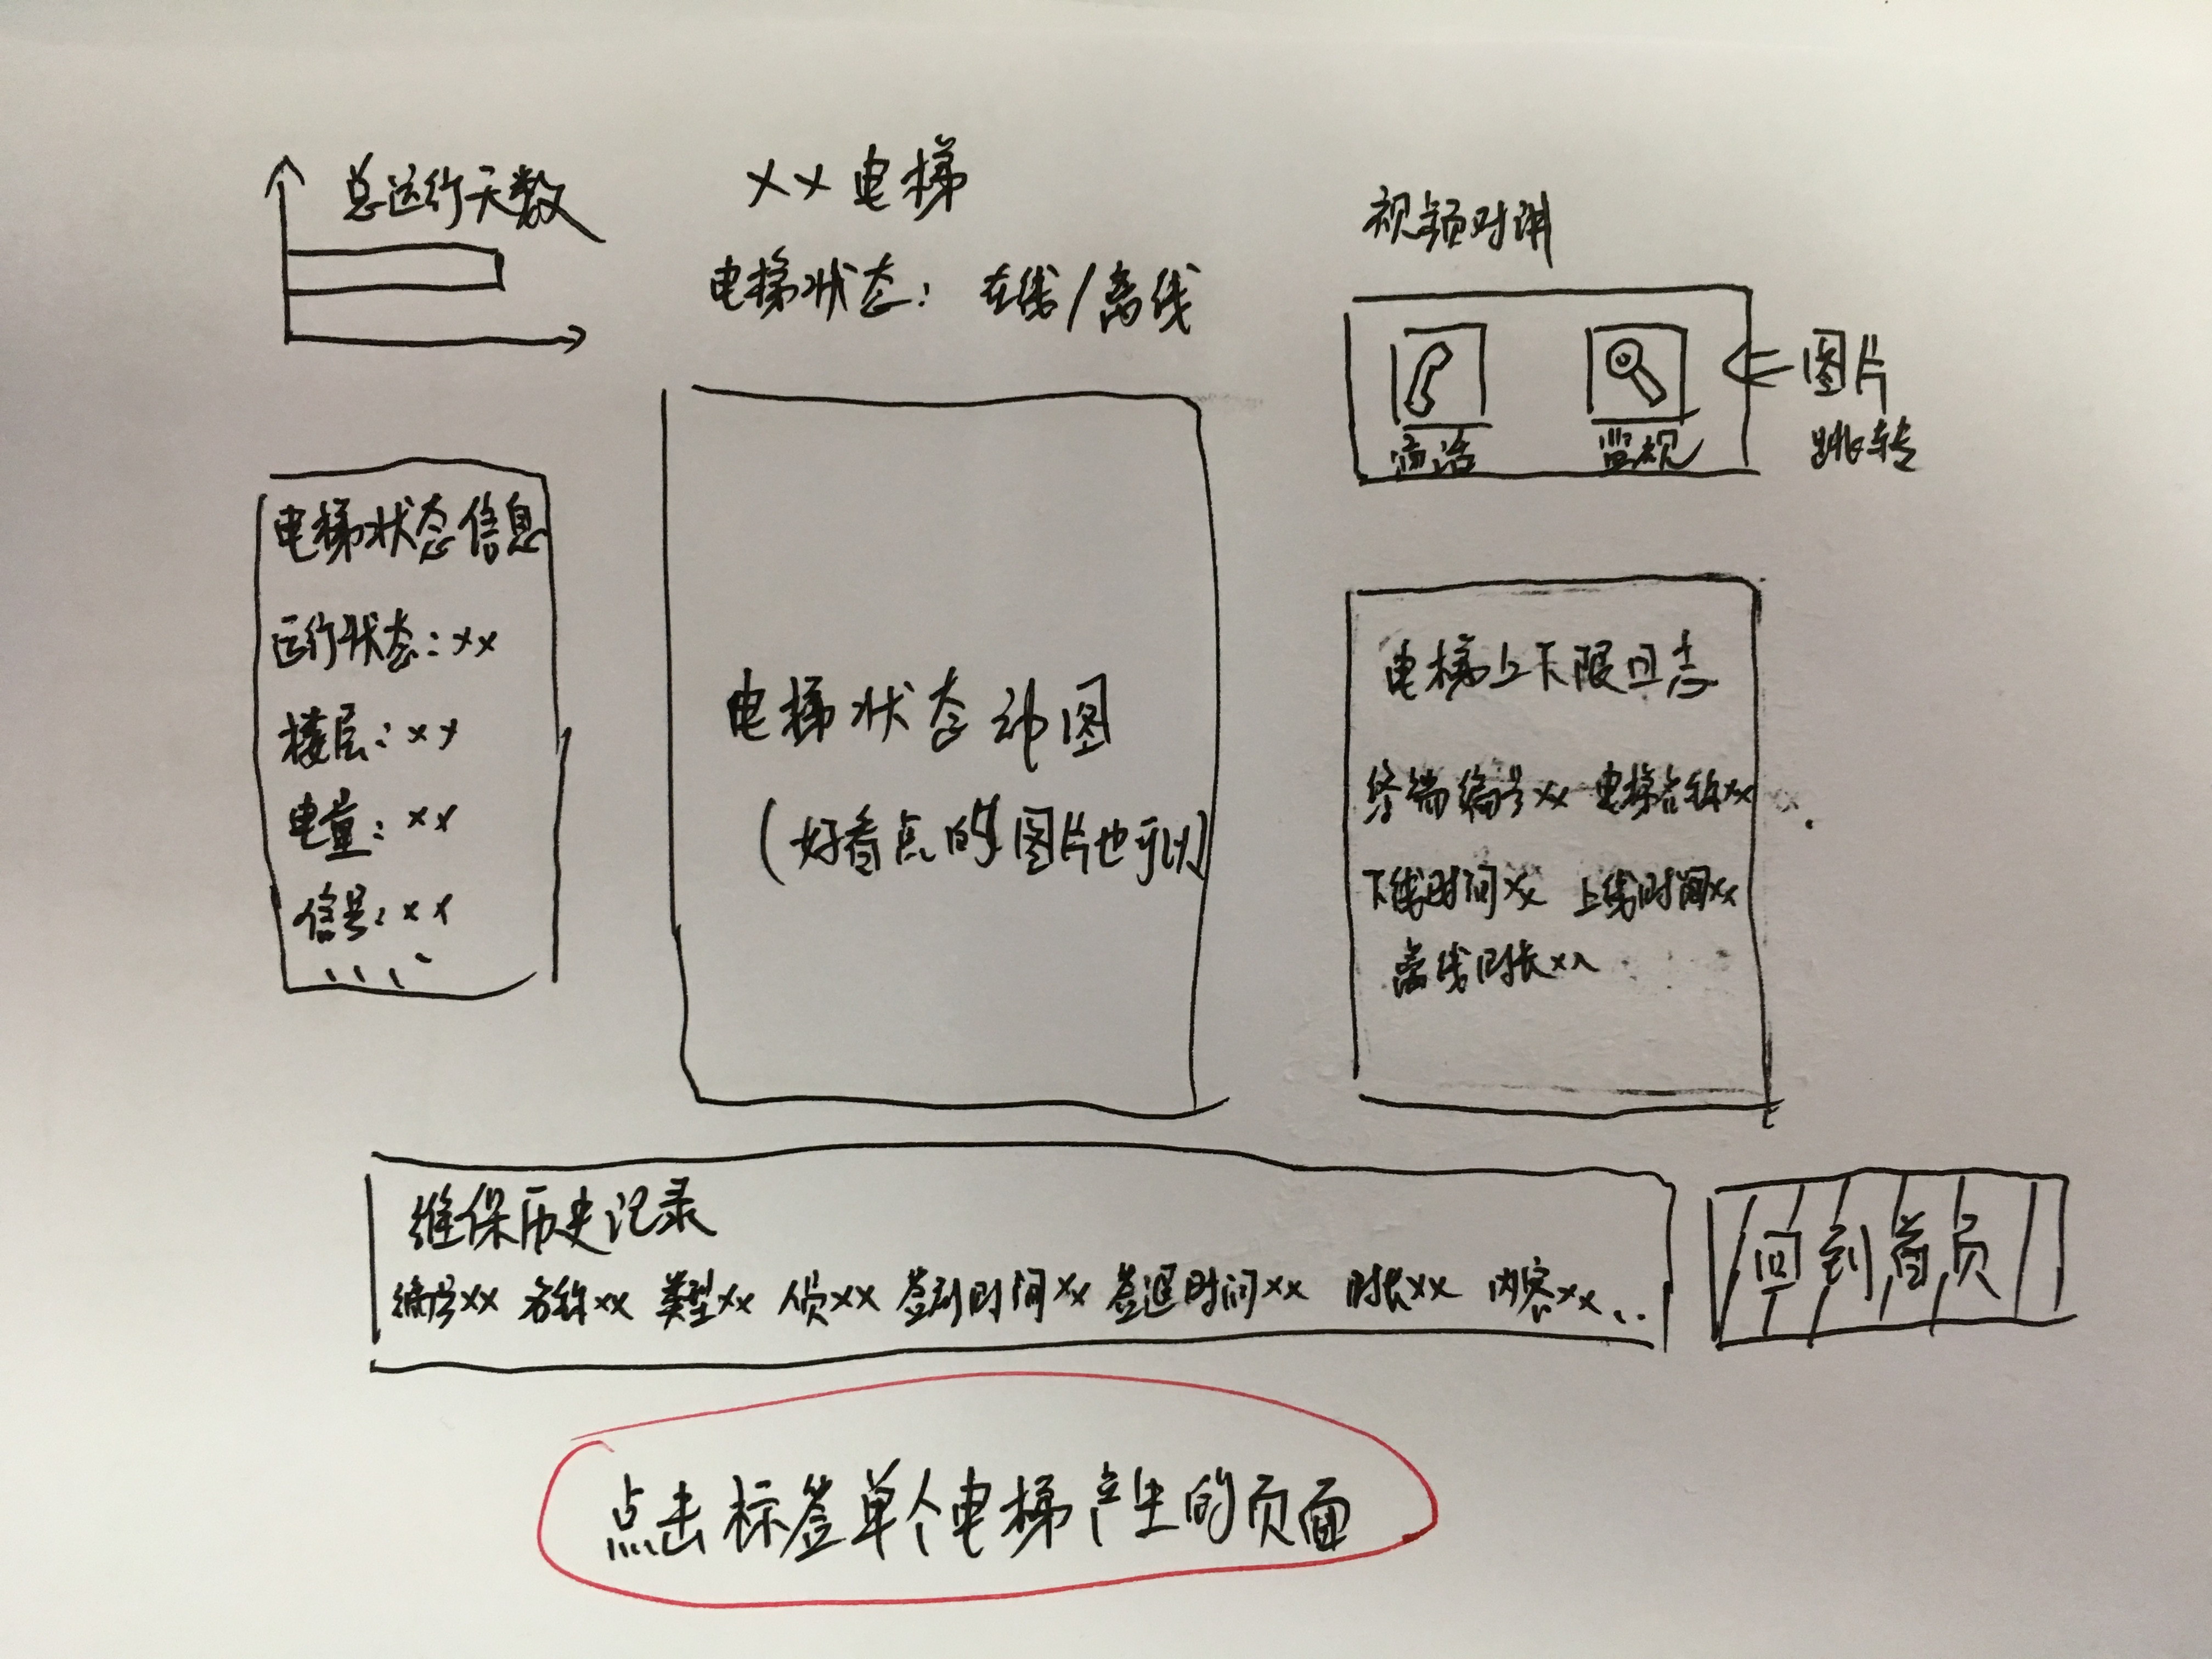 总运行天数
××电梯
电梯状态：在线/离线
视频对讲
通话
监视
图片
跳转
电梯状态信息
运行状态：××
楼层：××
电量：××
信号：××
....
电梯状态动图
（好看点的图片也可以）
电梯上下限日志
终端编号×× 电梯名称××...
下线时间×× 上线时间××
离线时长××
维保历史记录
编号×× 名称×× 类型×× 人员×× 签到时间×× 签退时间×× 时长×× 内容××...
回到首页
点击标签单个电梯产生的页面